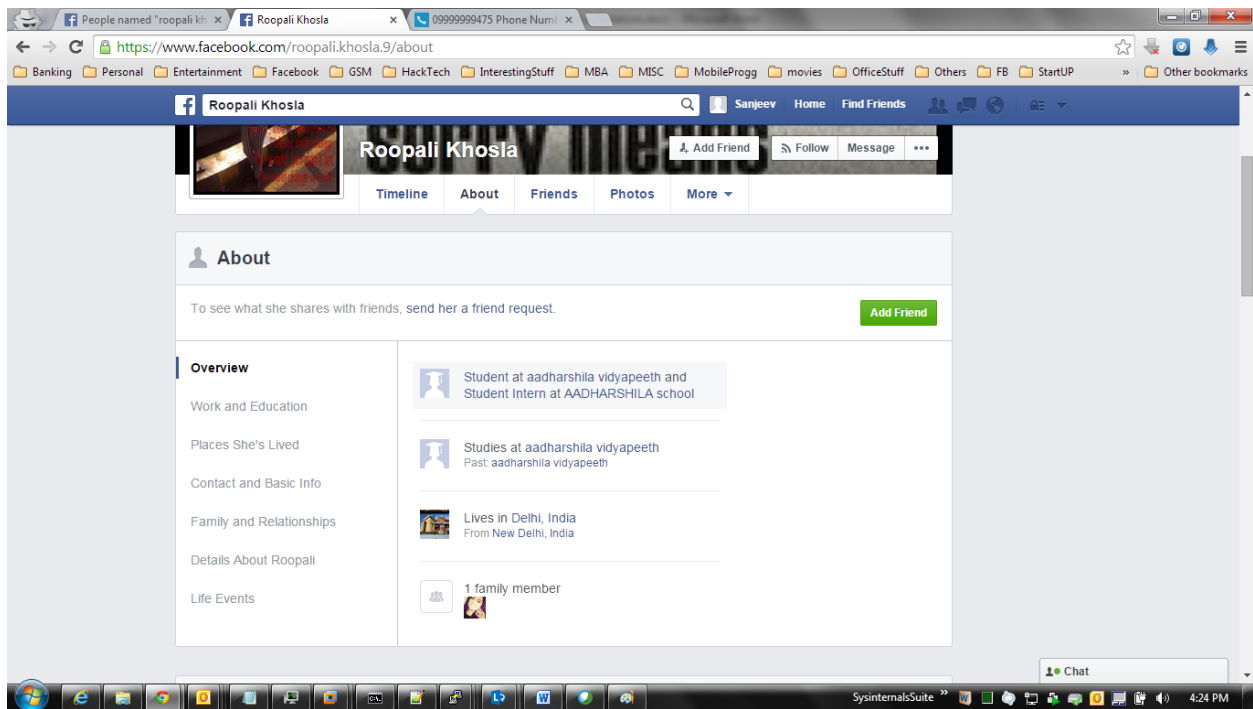 People named "roopali kh
Roopali Khosla
09999999475 Phone Numb
https://www.facebook.com/roopali.khosla.9/about
Banking Personal Entertainment Facebook GSM HackTech InterestingStuff MBA MISC MobileProgg movies OfficeStuff Others FB StartUP » Other bookmarks
Roopali Khosla Sanjeev Home Find Friends
Roopali Khosla Add Friend Follow Message
Timeline About Friends Photos More
About
To see what she shares with friends, send her a friend request. Add Friend
Overview
Work and Education
Places She's Lived
Contact and Basic Info
Family and Relationships
Details About Roopali
Life Events
Student at aadharshila vidyapeeth and
Student Intern at AADHARSHILA school
Studies at aadharshila vidyapeeth
Past: aadharshila vidyapeeth
Lives in Delhi, India
From New Delhi, India
1 family member
Chat
SysinternalsSuite » 4:24 PM